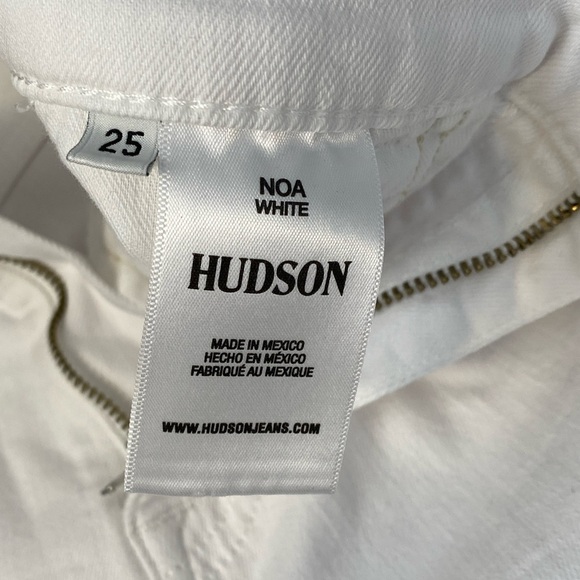 25
NOA
WHITE
HUDSON
MADE IN MEXICO
HECHO EN MÉXICO
FABRIQUÉ AU MEXIQUE
WWW.HUDSONJEANS.COM